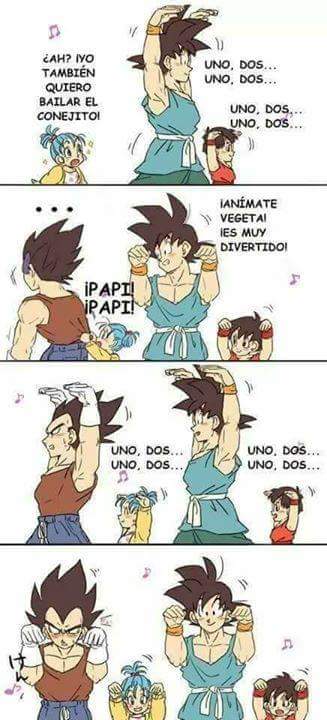 ¿AH? ¡YO
TAMBIÉN
QUIERO
BAILAR EL
CONEJITO!
UNO, DOS...
UNO, DOS...
UNO, DOS...
UNO, DOS...
...
¡PAPI!
¡PAPI!
¡ANÍMATE
VEGETA!
¡ES MUY
DIVERTIDO!
UNO, DOS...
UNO, DOS...
UNO, DOS...
UNO, DOS...